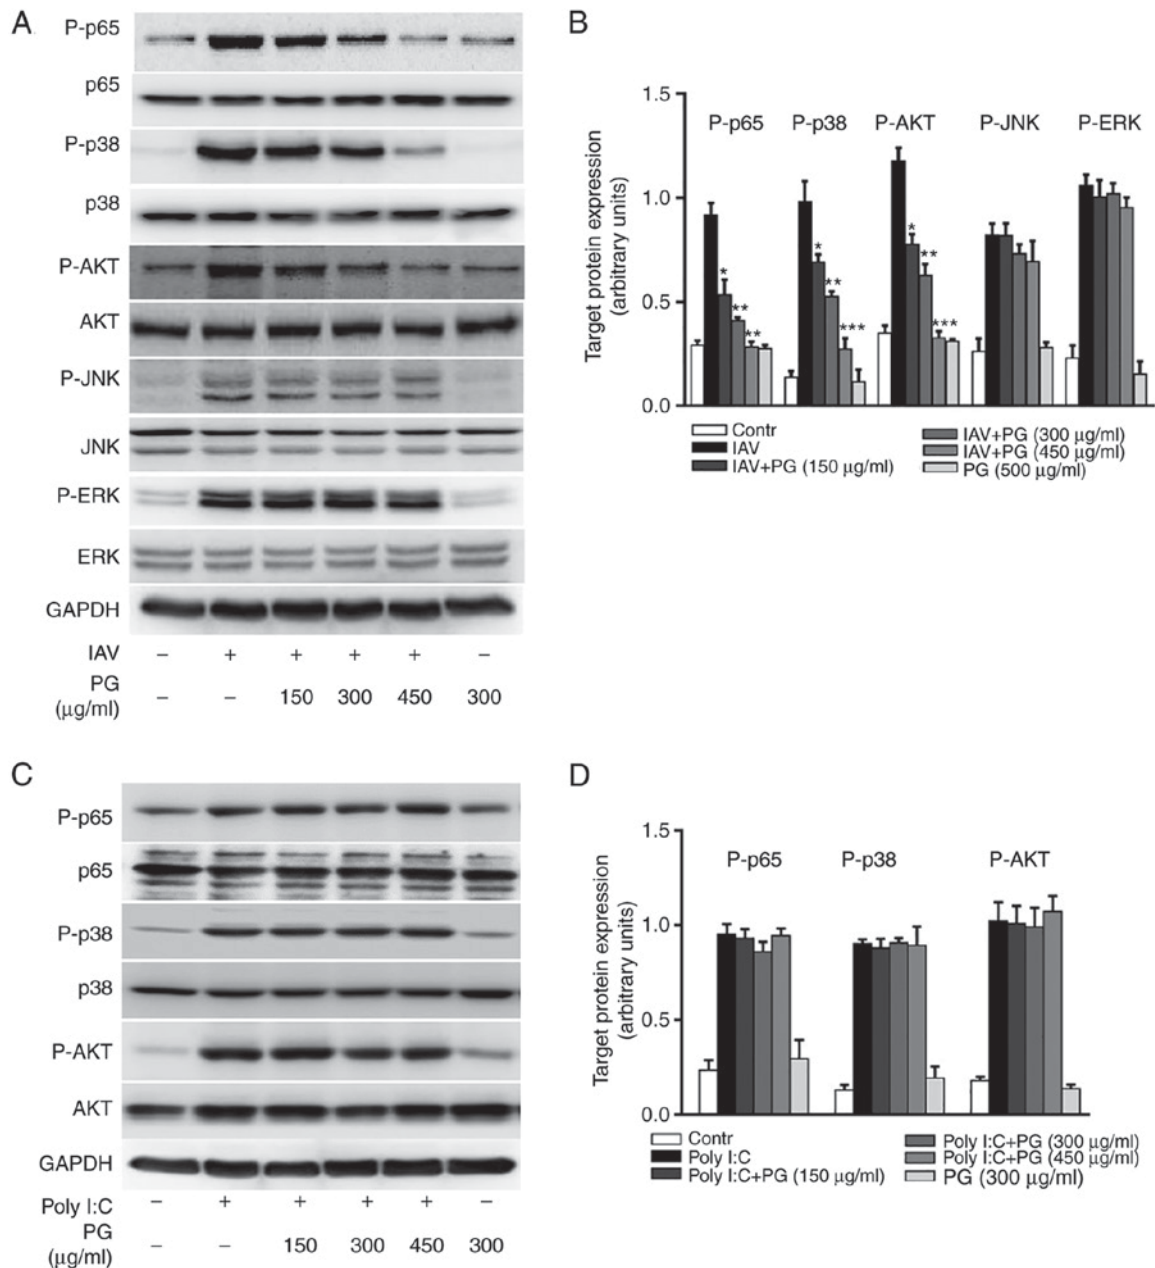 A
P-p65
p65
P-p38
p38
P-AKT
AKT
P-JNK
JNK
P-ERK
ERK
GAPDH
IAV – + + + + –
PG (µg/ml) – – 150 300 450 300
B
Target protein expression
(arbitrary units)
1.5
1.0
0.5
0.0
P-p65 P-p38 P-AKT P-JNK P-ERK
* ** **
* ** ***
* ** ***
Contr
IAV
IAV+PG (150 µg/ml)
IAV+PG (300 µg/ml)
IAV+PG (450 µg/ml)
PG (500 µg/ml)
C
P-p65
p65
P-p38
p38
P-AKT
AKT
GAPDH
Poly I:C – + + + + –
PG (µg/ml) – – 150 300 450 300
D
Target protein expression
(arbitrary units)
1.5
1.0
0.5
0.0
P-p65 P-p38 P-AKT
Contr
Poly I:C
Poly I:C+PG (150 µg/ml)
Poly I:C+PG (300 µg/ml)
Poly I:C+PG (450 µg/ml)
PG (300 µg/ml)